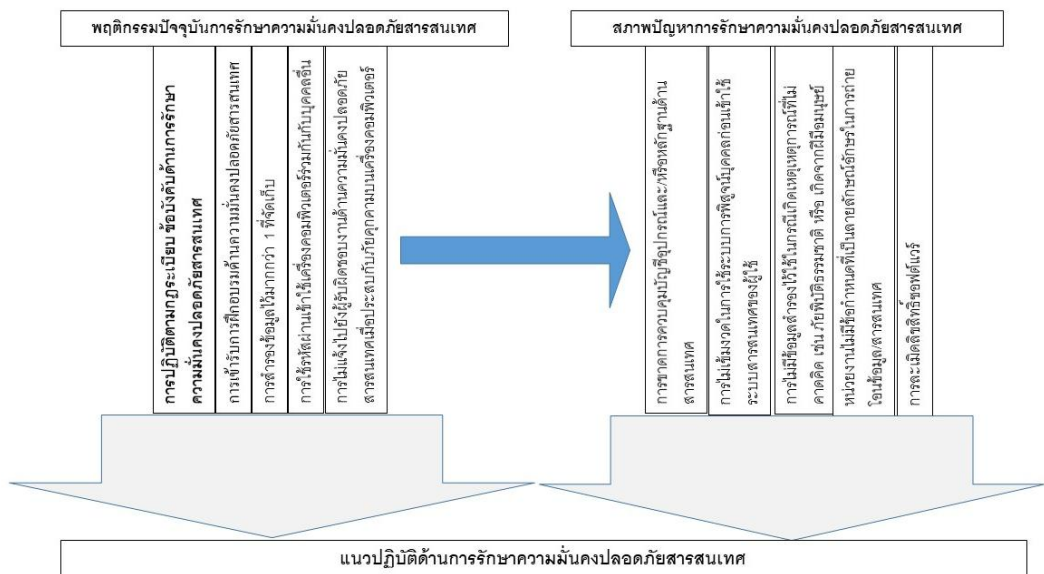 พฤติกรรมปัจจุบันการรักษาความมั่นคงปลอดภัยสารสนเทศ
การปฏิบัติตามกฎระเบียบ ข้อบังคับด้านการรักษา
ความมั่นคงปลอดภัยสารสนเทศ
การเข้ารับการฝึกอบรมด้านความมั่นคงปลอดภัยสารสนเทศ
การสำรองข้อมูลไว้มากกว่า 1 ที่จัดเก็บ
การใช้รหัสผ่านเข้าใช้เครื่องคอมพิวเตอร์ร่วมกันกับบุคคลอื่น
การไม่แจ้งไปยังผู้รับผิดชอบงานด้านความมั่นคงปลอดภัย
สารสนเทศเมื่อประสบกับภัยคุกคามบนเครื่องคอมพิวเตอร์
สภาพปัญหาการรักษาความมั่นคงปลอดภัยสารสนเทศ
การขาดการควบคุมบัญชีอุปกรณ์และ/หรือหลักฐานด้าน
สารสนเทศ
การไม่เข้มงวดในการใช้ระบบการพิสูจน์บุคคลก่อนเข้าใช้
ระบบสารสนเทศของผู้ใช้
การไม่มีข้อมูลสำรองไว้ใช้ในกรณีเกิดเหตุเหตุการณ์ที่ไม่
คาดคิด เช่น ภัยพิบัติธรรมชาติ หรือ เกิดจากฝีมือมนุษย์
หน่วยงานไม่มีข้อกำหนดที่เป็นลายลักษณ์อักษรในการถ่าย
โอนข้อมูล/สารสนเทศ
การละเมิดลิขสิทธิ์ซอฟต์แวร์
แนวปฏิบัติด้านการรักษาความมั่นคงปลอดภัยสารสนเทศ